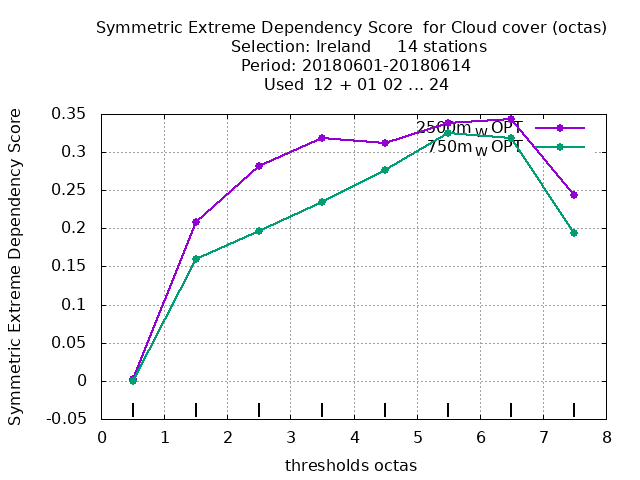 Symmetric Extreme Dependency Score  for Cloud cover (octas)
Selection: Ireland     14 stations
Period: 20180601-20180614
Used  12 + 01 02 ... 24
Symmetric Extreme Dependency Score
0.35
0.3
0.25
0.2
0.15
0.1
0.05
0
-0.05
2500m W OPT
750m W OPT
0 1 2 3 4 5 6 7 8
thresholds octas